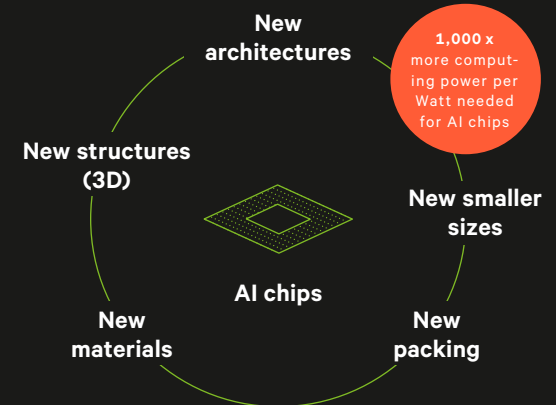 New
architectures
1,000 x
more comput-
ing power per
Watt needed
for AI chips
New structures
(3D)
New smaller
sizes
AI chips
New
materials
New
packing